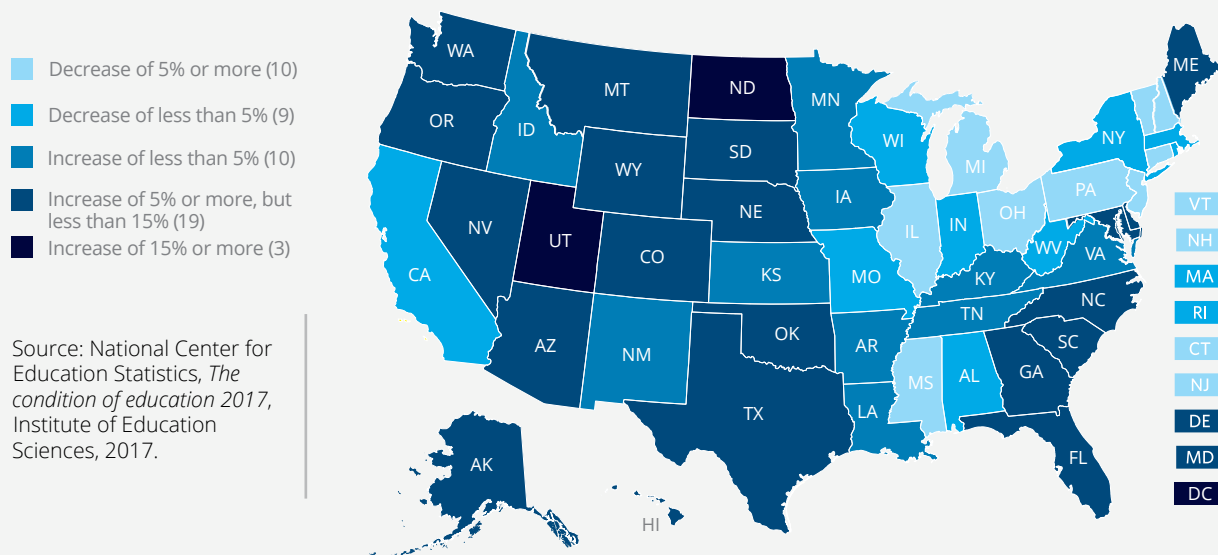 Decrease of 5% or more (10)
Decrease of less than 5% (9)
Increase of less than 5% (10)
Increase of 5% or more, but
less than 15% (19)
Increase of 15% or more (3)
Source: National Center for
Education Statistics, The
condition of education 2017,
Institute of Education
Sciences, 2017.
WA
ME
MT
ND
MN
OR
ID
NY
WI
SD
MI
WY
PA
IA
NE
OH
VT
NV
IL
IN
NH
UT
CO
WV
VA
CA
KS
MO
KY
MA
NC
TN
RI
OK
SC
AZ
NM
AR
CT
GA
MS
AL
NJ
TX
LA
DE
FL
MD
AK
DC
HI